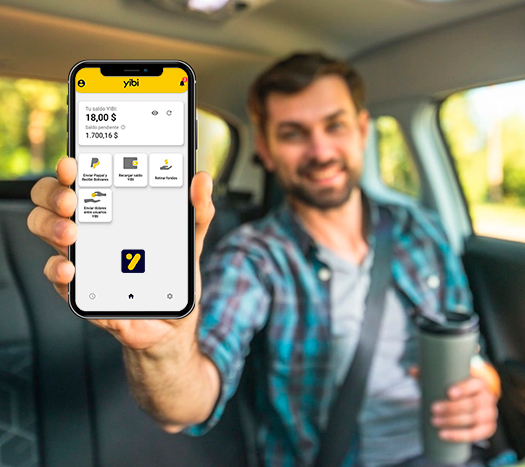 yibi
Tu saldo YIBI:
18,00 $
Saldo pendiente
1.700,16 $
Enviar Paypal y
Recibir Bolívares
Recargar saldo
YIBI
Retirar Fondos
Enviar dólares
entre usuarios
YIBI